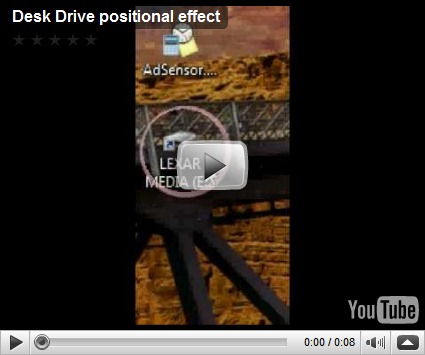 Desk Drive positional effect
AdSensor....
LEXAR
MEDIA (E:)
YouTube
0:00 / 0:08